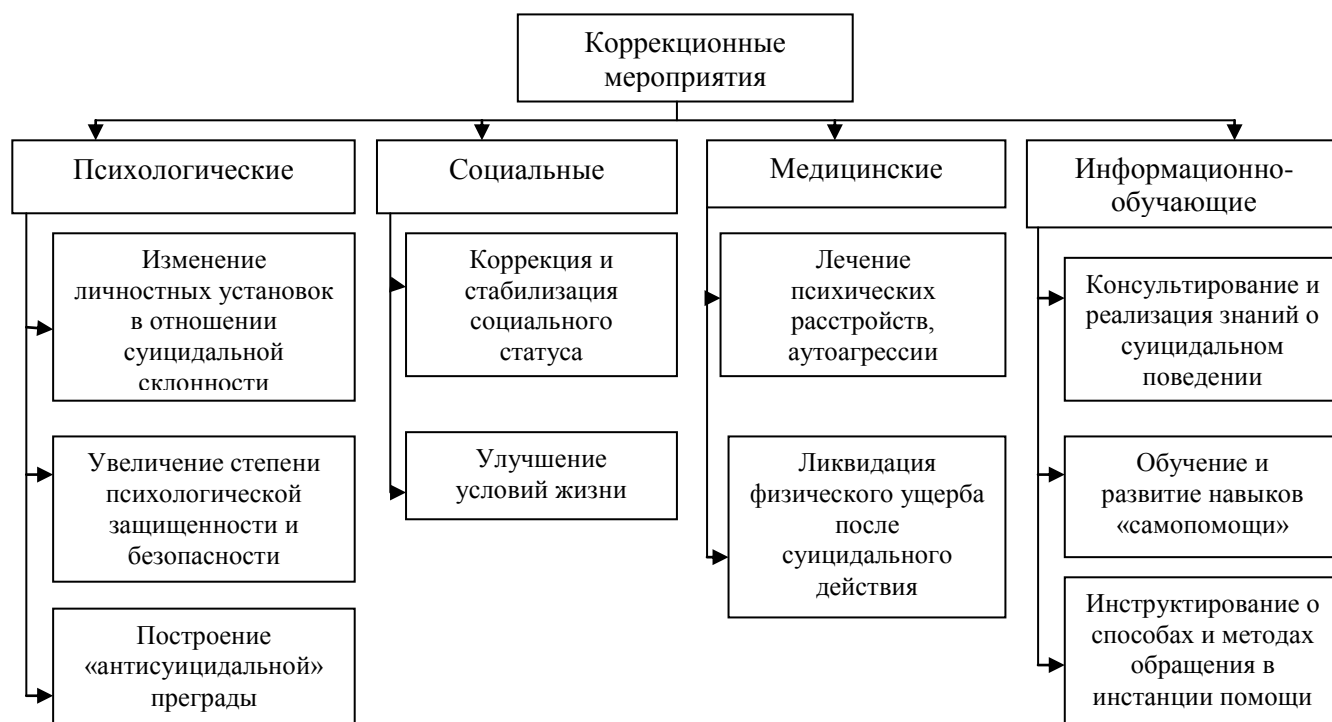 Коррекционные
мероприятия
Психологические
Социальные
Медицинские
Информационно-
обучающие
Изменение
личностных установок
в отношении
суицидальной
склонности
Увеличение степени
психологической
защищенности и
безопасности
Построение
«антисуицидальной»
преграды
Коррекция и
стабилизация
социального
статуса
Улучшение
условий жизни
Лечение
психических
расстройств,
аутоагрессии
Ликвидация
физического ущерба
после
суицидального
действия
Консультирование и
реализация знаний о
суицидальном
поведении
Обучение и
развитие навыков
«самопомощи»
Инструктирование о
способах и методах
обращения в
инстанции помощи